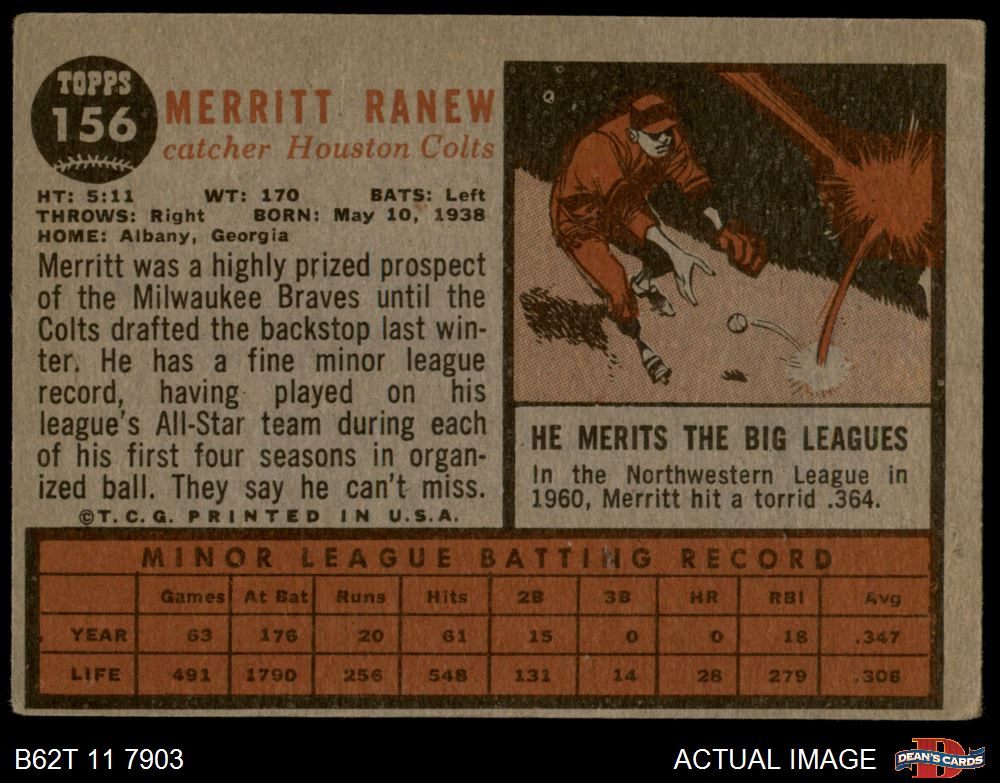 TOPPS
156
MERRITT RANEW
catcher Houston Colts
HT: 5:11 WT: 170 BATS: Left
THROWS: Right BORN: May 10, 1938
HOME: Albany, Georgia
Merritt was a highly prized prospect
of the Milwaukee Braves until the
Colts drafted the backstop last win-
ter. He has a fine minor league
record, having played on his
league's All-Star team during each
of his first four seasons in organ-
ized ball. They say he can't miss.
©T.C.G. PRINTED IN U.S.A.
HE MERITS THE BIG LEAGUES
In the Northwestern League in
1960, Merritt hit a torrid .364.
MINOR LEAGUE BATTING RECORD
Games At Bat Runs Hits 2B 3B HR RBI Avg
YEAR 63 176 20 61 15 0 0 18 .347
LIFE 491 1790 256 548 131 14 28 279 .306
B62T 11 7903
ACTUAL IMAGE
D
DEAN'S CARDS